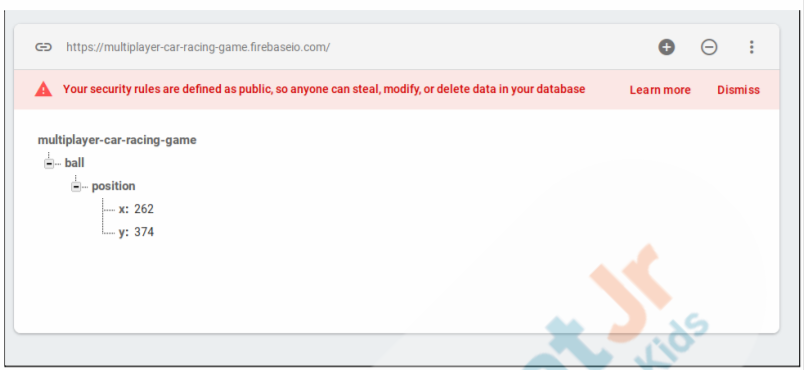 https://multiplayer-car-racing-game.firebaseio.com/
Your security rules are defined as public, so anyone can steal, modify, or delete data in your database Learn more Dismiss
multiplayer-car-racing-game
ball
position
x: 262
y: 374
Jr
Kids